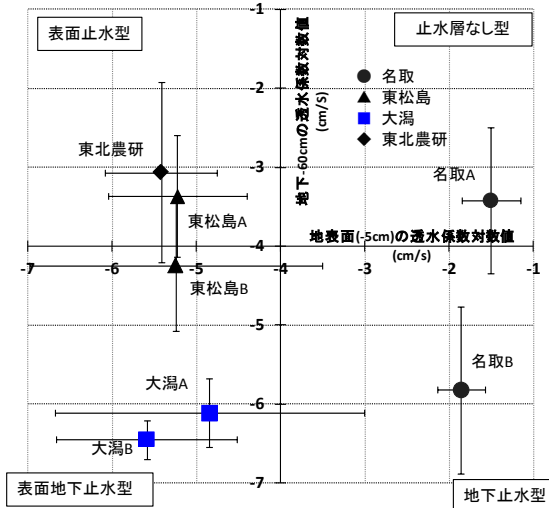 -1
表面止水型
止水層なし型
地下-60cmの透水係数対数値
(cm/S)
名取
東松島
大潟
東北農研
-2
東北農研
名取A
-3
東松島A
地表面(-5cm)の透水係数対数値
(cm/s)
-4
-7
-6
-5
-4
-3
-2
-1
東松島B
-5
名取B
大潟A
-6
大潟B
表面地下止水型
地下止水型
-7